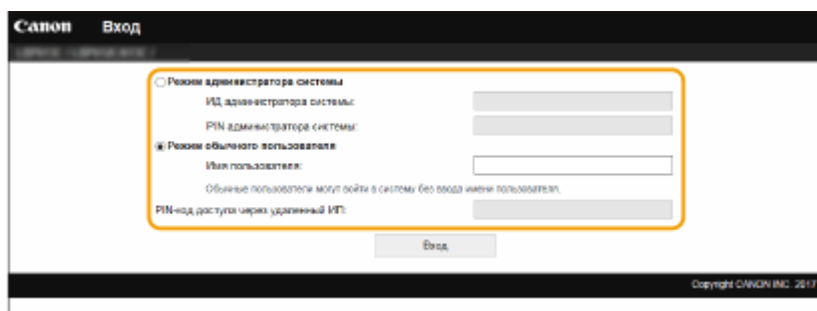 Canon Вход
Режим администратора системы
ИД администратора системы:
PIN администратора системы:
Режим обычного пользователя
Имя пользователя:
Обычные пользователи могут войти в систему без ввода имени пользователя.
PIN-код доступа через удаленный ИП:
Вход
Copyright CANON INC. 2017